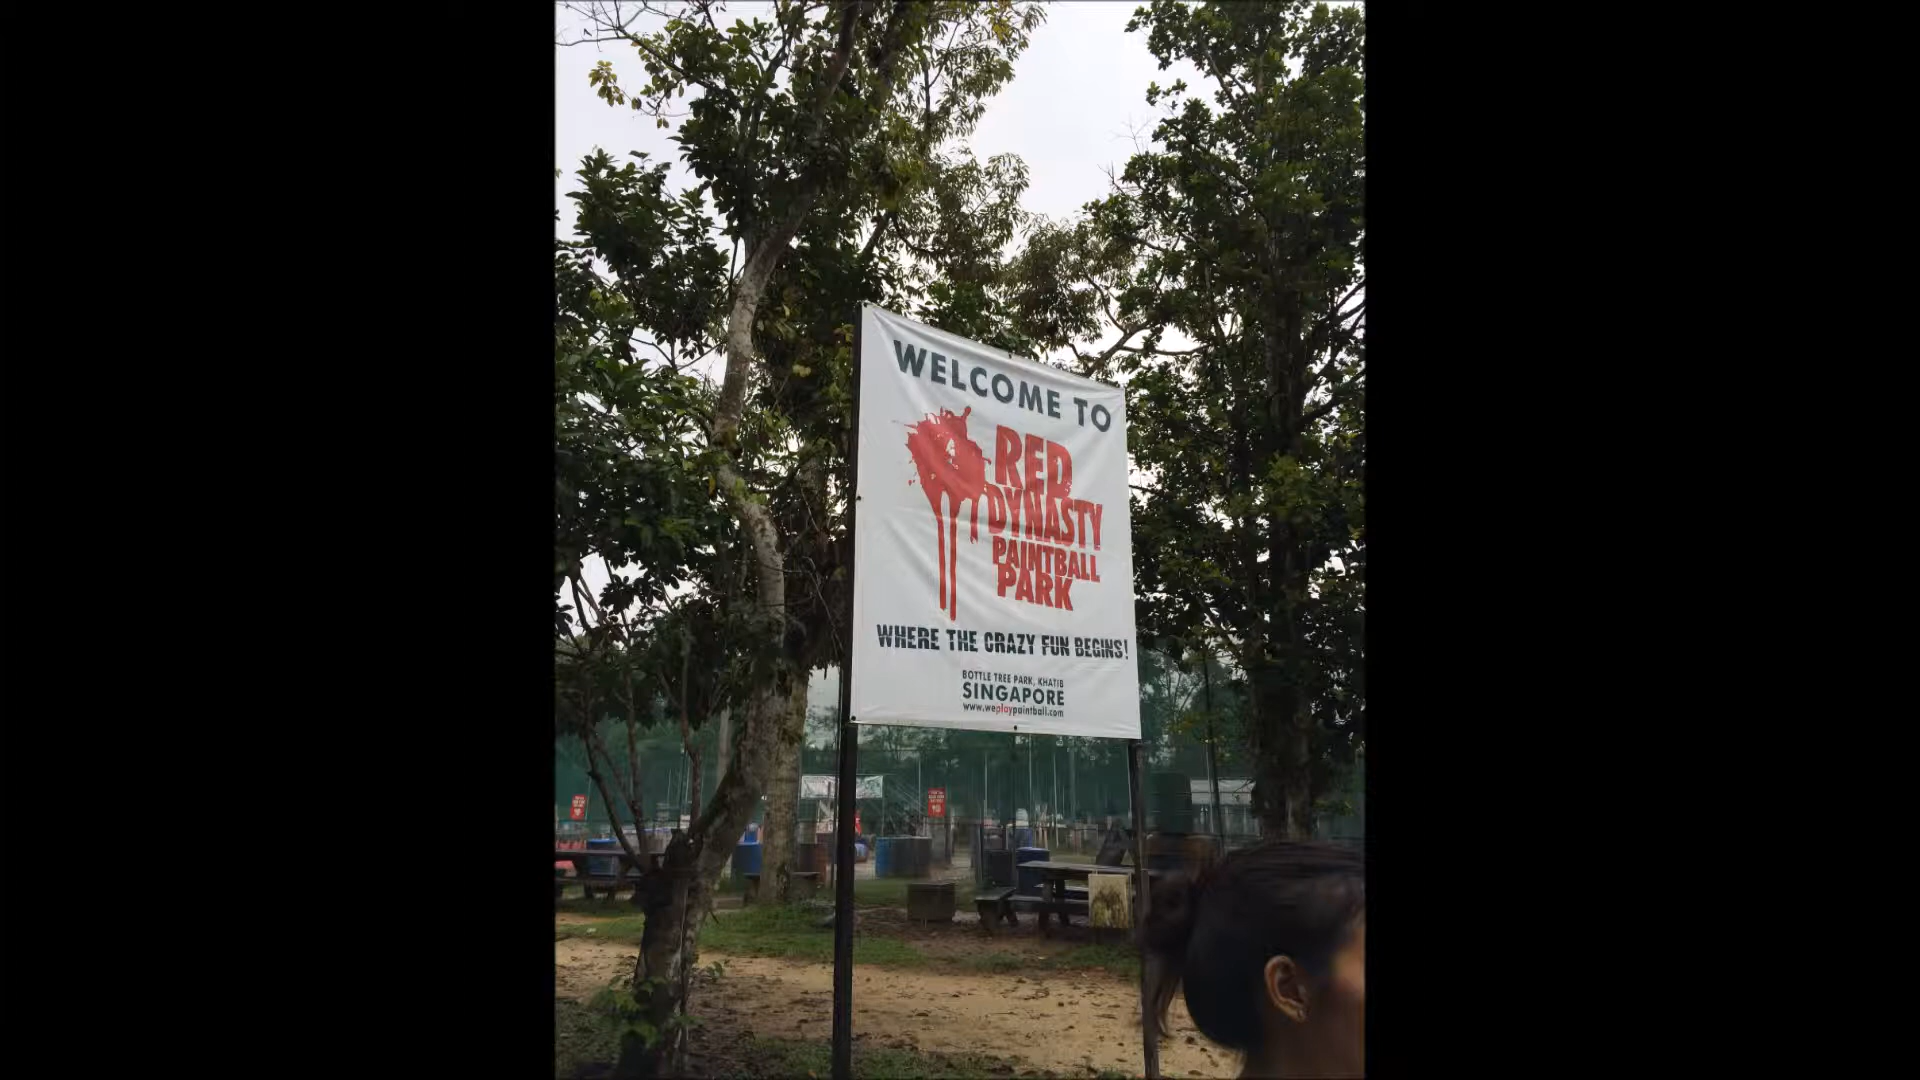 WELCOME TO
RED
DYNASTY
PAINTBALL
PARK
WHERE THE CRAZY FUN BEGINS!
BOTTLE TREE PARK, KHATIB
SINGAPORE
www.weplaypaintball.com